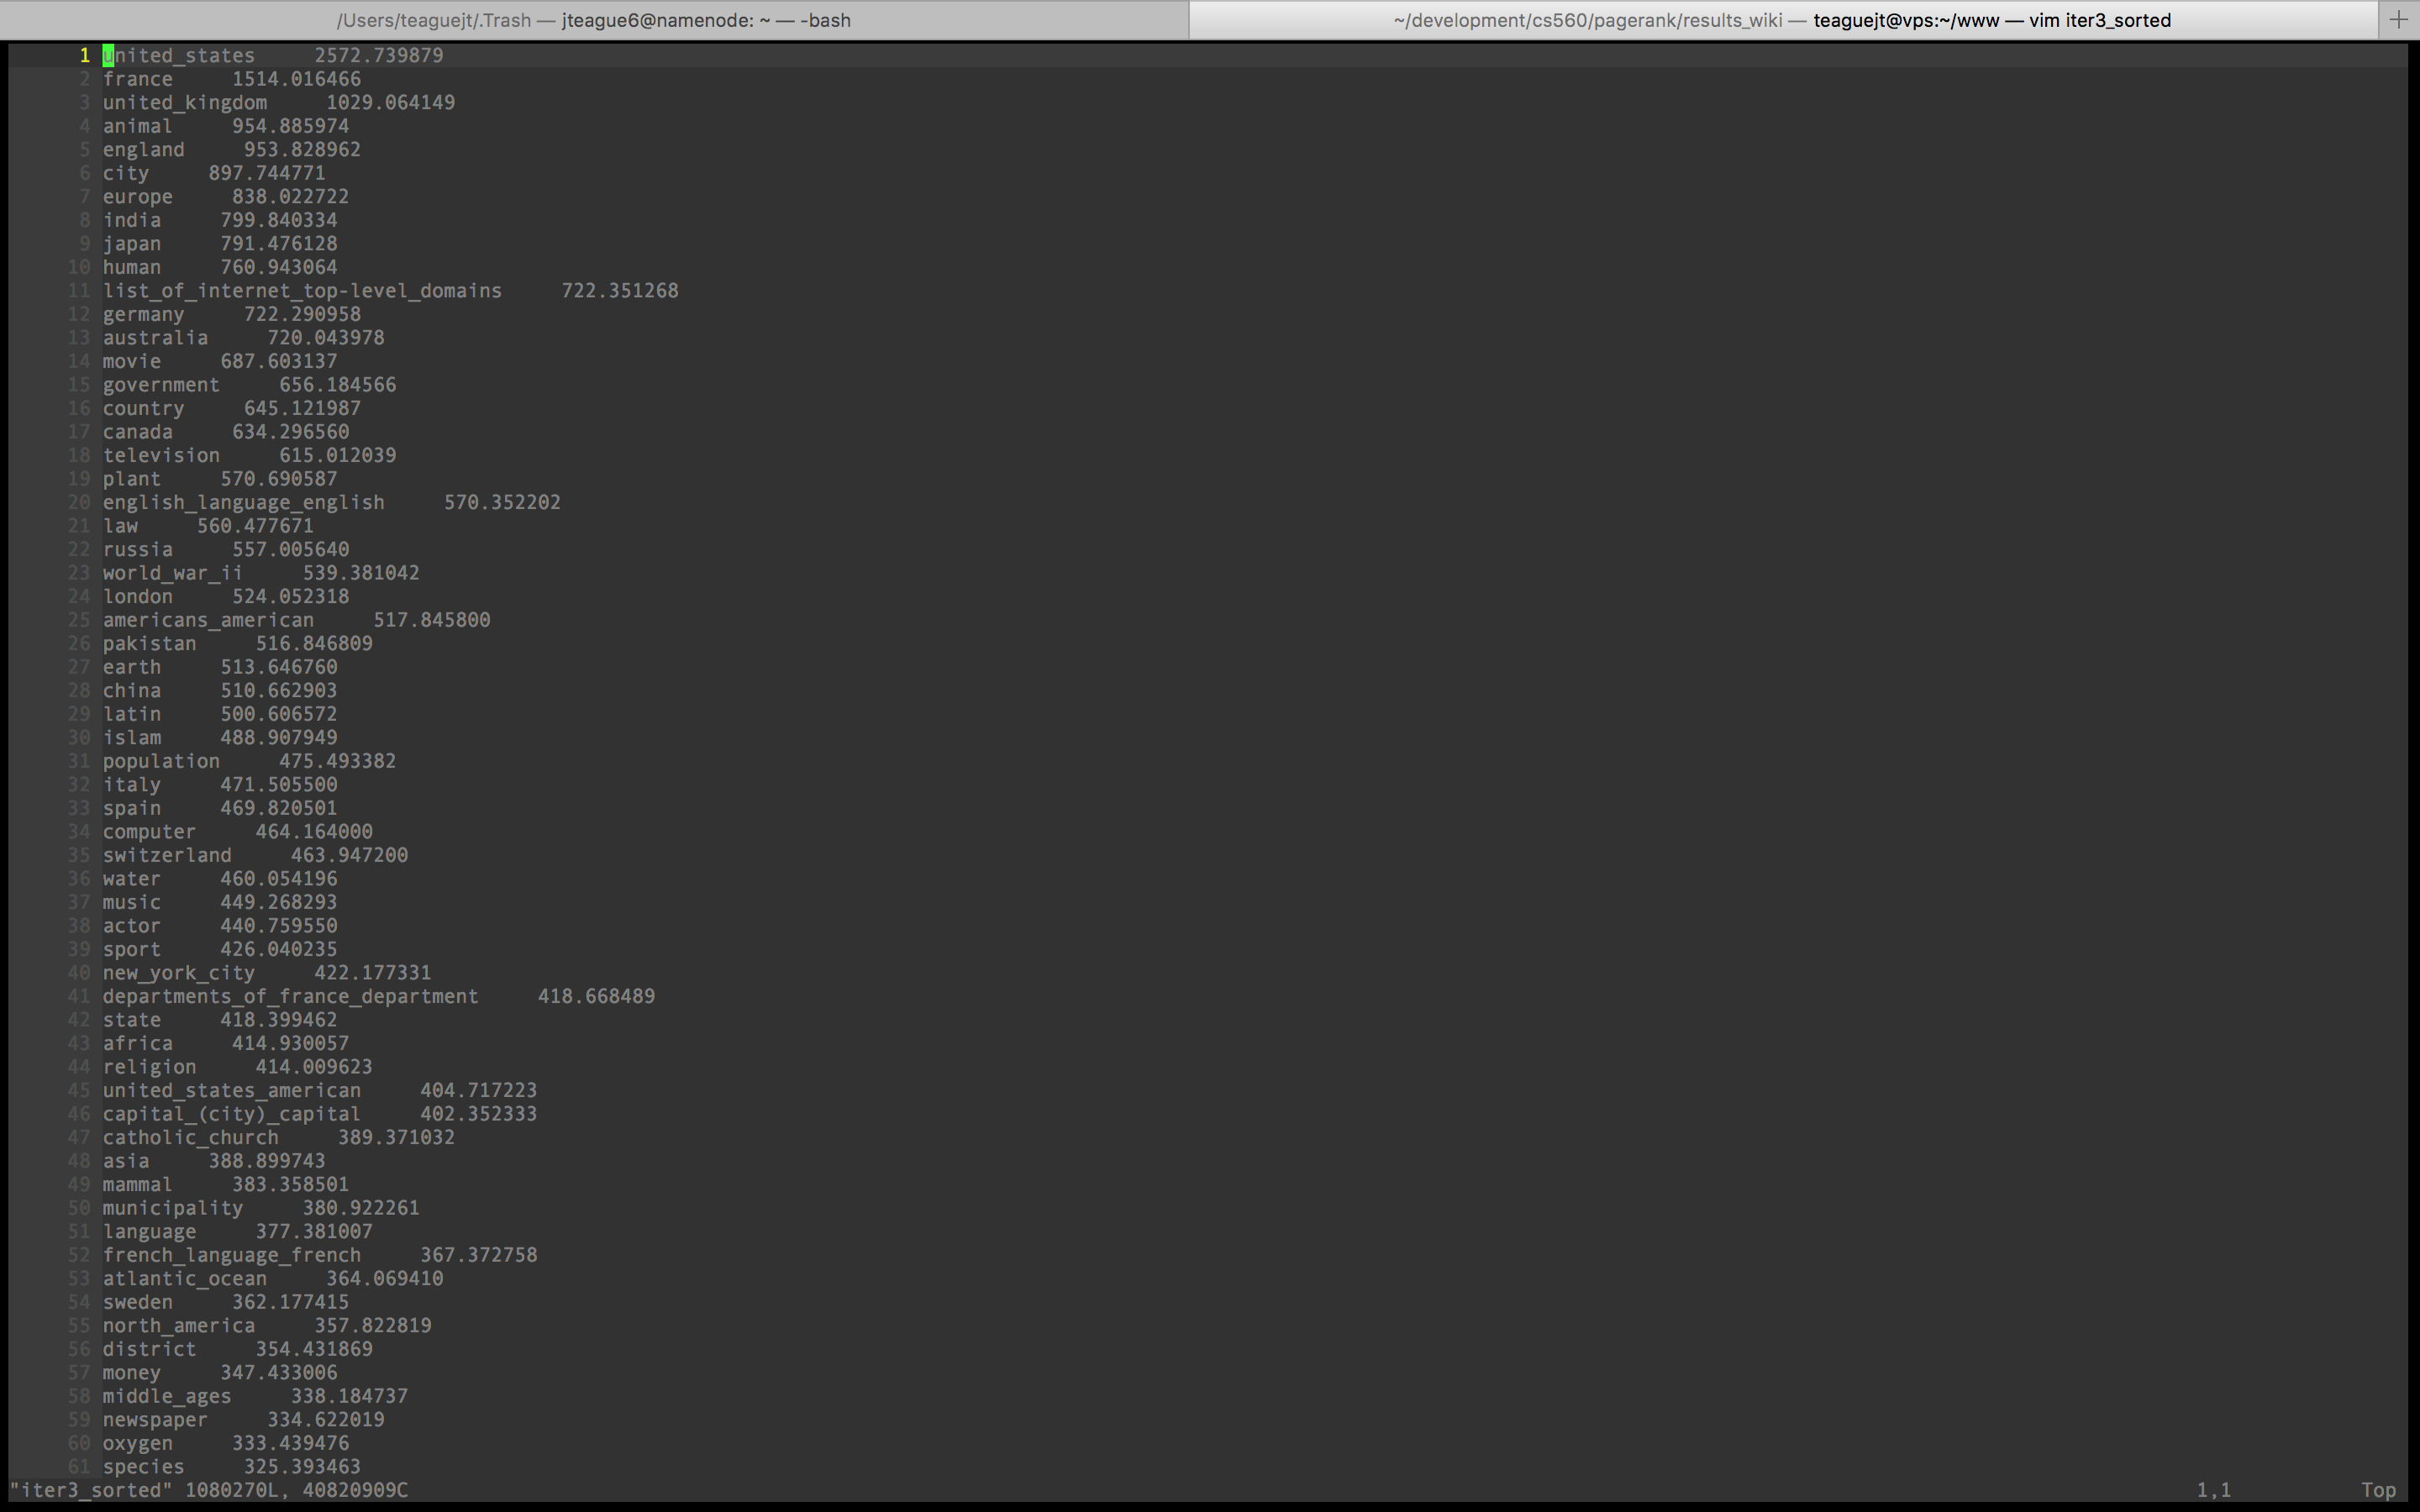 /Users/teaguejt/.Trash — jteague6@namenode: ~ — -bash
~/development/cs560/pagerank/results_wiki — teaguejt@vps:~/www — vim iter3_sorted
1 united_states 2572.739879
2 france 1514.016466
3 united_kingdom 1029.064149
4 animal 954.885974
5 england 953.828962
6 city 897.744771
7 europe 838.022722
8 india 799.840334
9 japan 791.476128
10 human 760.943064
11 list_of_internet_top-level_domains 722.351268
12 germany 722.290958
13 australia 720.043978
14 movie 687.603137
15 government 656.184566
16 country 645.121987
17 canada 634.296560
18 television 615.012039
19 plant 570.690587
20 english_language_english 570.352202
21 law 560.477671
22 russia 557.005640
23 world_war_ii 539.381042
24 london 524.052318
25 americans_american 517.845800
26 pakistan 516.846809
27 earth 513.646760
28 china 510.662903
29 latin 500.606572
30 islam 488.907949
31 population 475.493382
32 italy 471.505500
33 spain 469.820501
34 computer 464.164000
35 switzerland 463.947200
36 water 460.054196
37 music 449.268293
38 actor 440.759550
39 sport 426.040235
40 new_york_city 422.177331
41 departments_of_france_department 418.668489
42 state 418.399462
43 africa 414.930057
44 religion 414.009623
45 united_states_american 404.717223
46 capital_(city)_capital 402.352333
47 catholic_church 389.371032
48 asia 388.899743
49 mammal 383.358501
50 municipality 380.922261
51 language 377.381007
52 french_language_french 367.372758
53 atlantic_ocean 364.069410
54 sweden 362.177415
55 north_america 357.822819
56 district 354.431869
57 money 347.433006
58 middle_ages 338.184737
59 newspaper 334.622019
60 oxygen 333.439476
61 species 325.393463
"iter3_sorted" 1080270L, 40820909C 1,1 Top